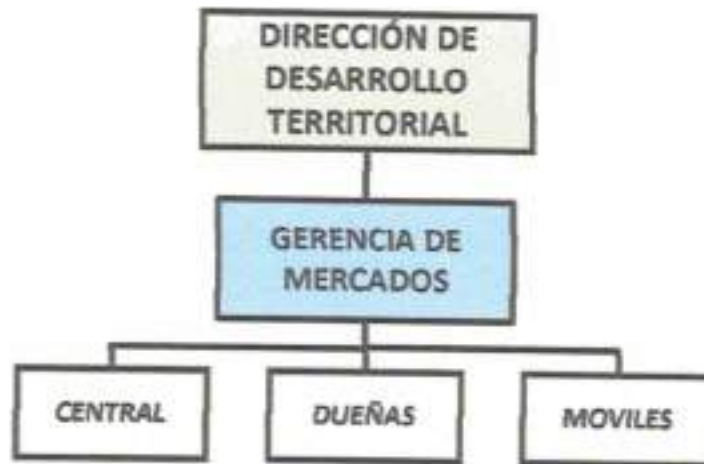 DIRECCIÓN DE
DESARROLLO
TERRITORIAL
GERENCIA DE
MERCADOS
CENTRAL
DUEÑAS
MOVILES